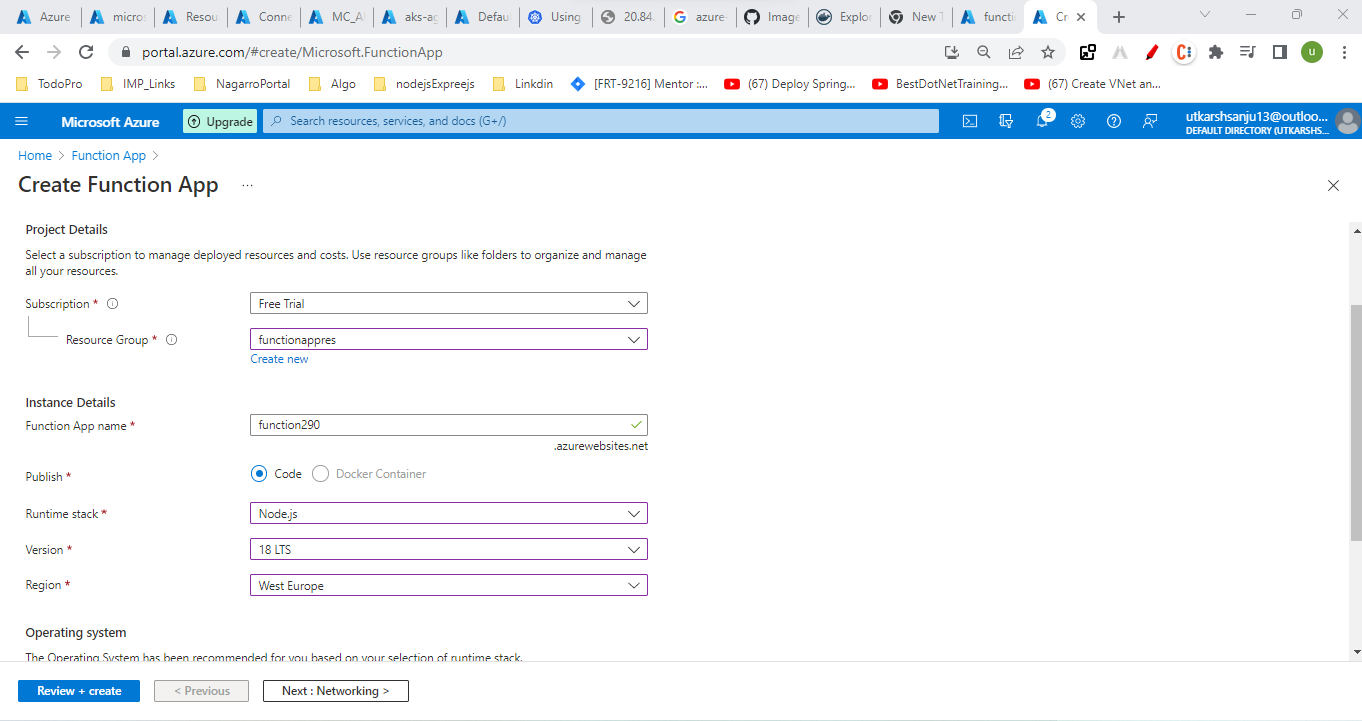 Azure micros Resou Conne MC_A aks-ag Defau Using 20.84. azure Image Explor New T functi Cr
portal.azure.com/#create/Microsoft.FunctionApp
u
TodoPro IMP_Links NagarroPortal Algo nodejsExpreejs Linkdin [FRT-9216] Mentor :... (67) Deploy Spring... BestDotNetTraining... (67) Create VNet an...
Microsoft Azure Upgrade Search resources, services, and docs (G+/) 2 utkarshsanju13@outloo...
DEFAULT DIRECTORY (UTKARSHS...
Home > Function App >
Create Function App ...
Project Details
Select a subscription to manage deployed resources and costs. Use resource groups like folders to organize and manage
all your resources.
Subscription * Free Trial
Resource Group * functionappres
Create new
Instance Details
Function App name * function290
.azurewebsites.net
Publish * Code Docker Container
Runtime stack * Node.js
Version * 18 LTS
Region * West Europe
Operating system
The Operating System has been recommended for you based on your selection of runtime stack.
Review + create < Previous Next : Networking >